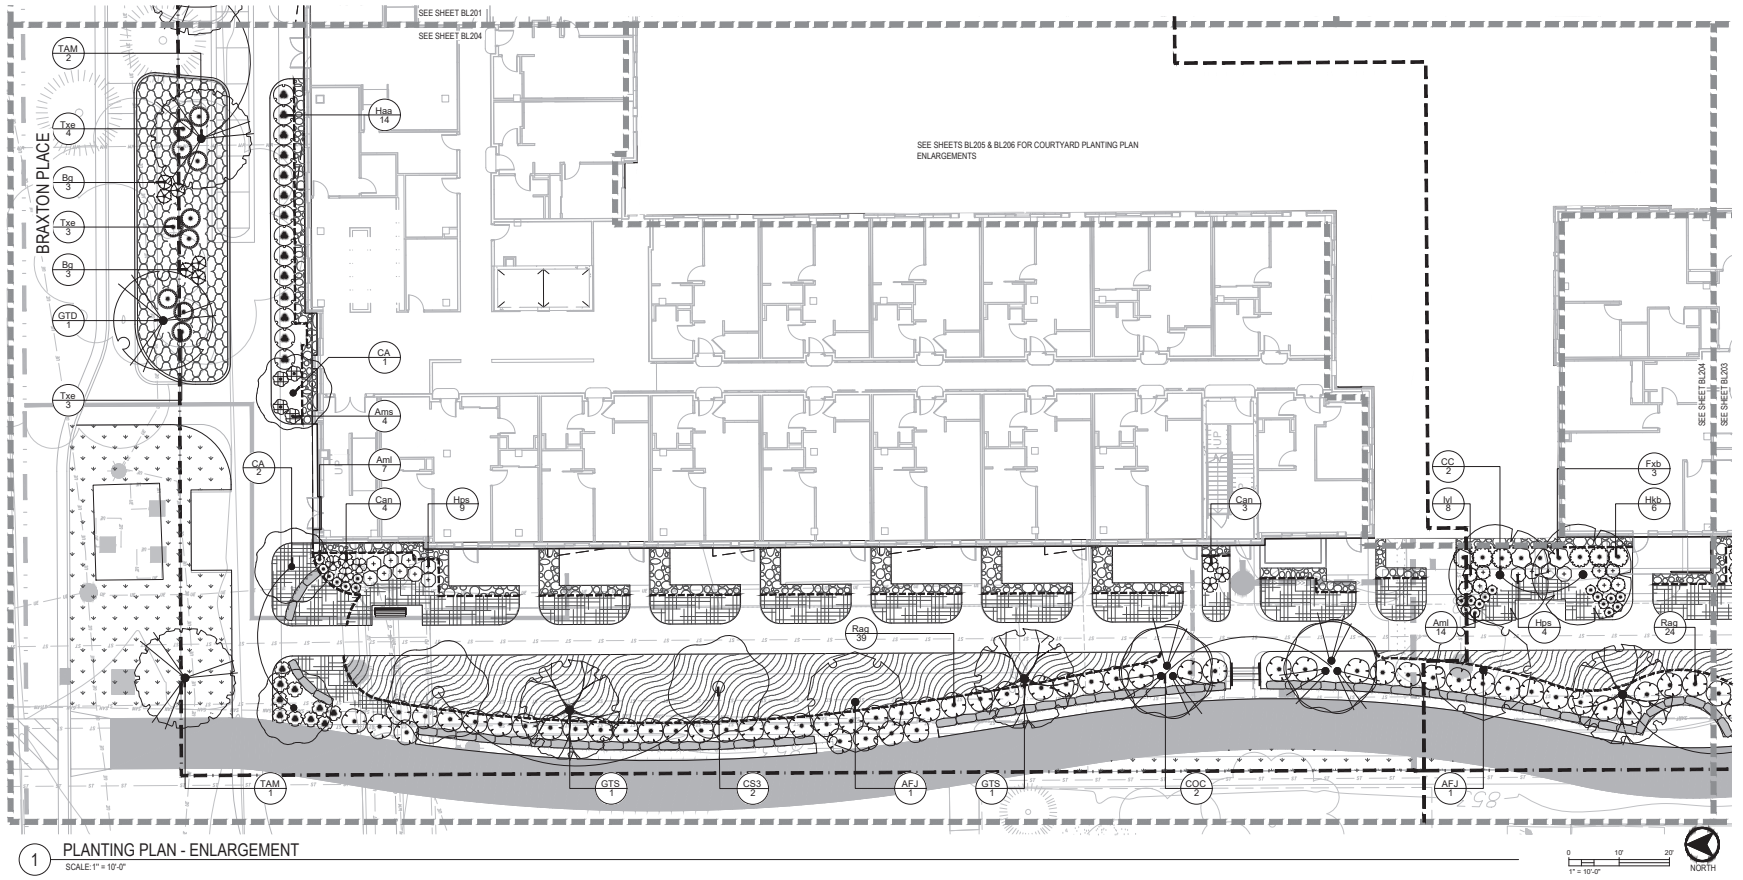 SEE SHEET BL201
SEE SHEET BL204
TAM
2
Txe
4
Haa
14
BRAXTON PLACE
Bg
3
Txe
3
Bg
3
GTD
1
Txe
3
SEE SHEETS BL205 & BL206 FOR COURTYARD PLANTING PLAN
ENLARGEMENTS
CA
1
Ams
4
Aml
7
CA
2
Can
4
Hps
9
UP
UP
Can
3
CC
2
Ivl
8
Fxb
3
Hkb
6
SEE SHEET BL204
SEE SHEET BL203
Rag
39
Aml
14
Hps
4
Rag
24
TAM
1
GTS
1
CS3
2
AFJ
1
GTS
1
COC
2
AFJ
1
857
1
PLANTING PLAN - ENLARGEMENT
SCALE: 1" = 10'-0"
0 10' 20'
1" = 10'-0"
NORTH